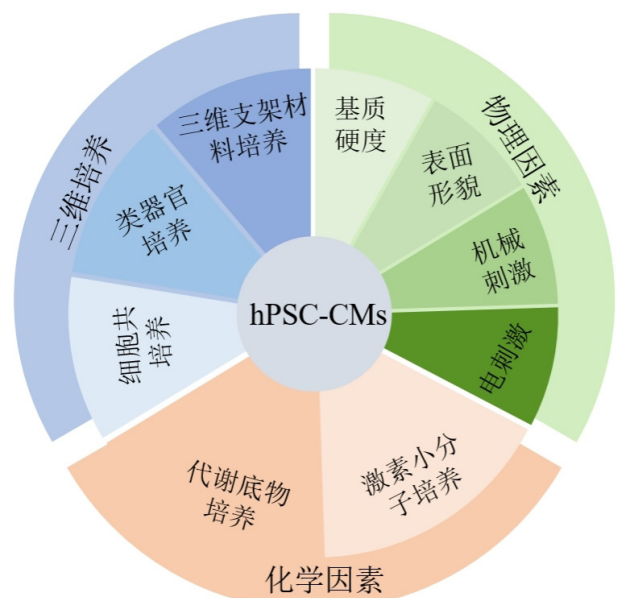 三维培养
三维支架材
料培养
类器官
培养
细胞共
培养
物理因素
基质
硬度
表面
形貌
机械
刺激
电刺激
hPSC-CMs
代谢底物
培养
激素小分
子培养
化学因素